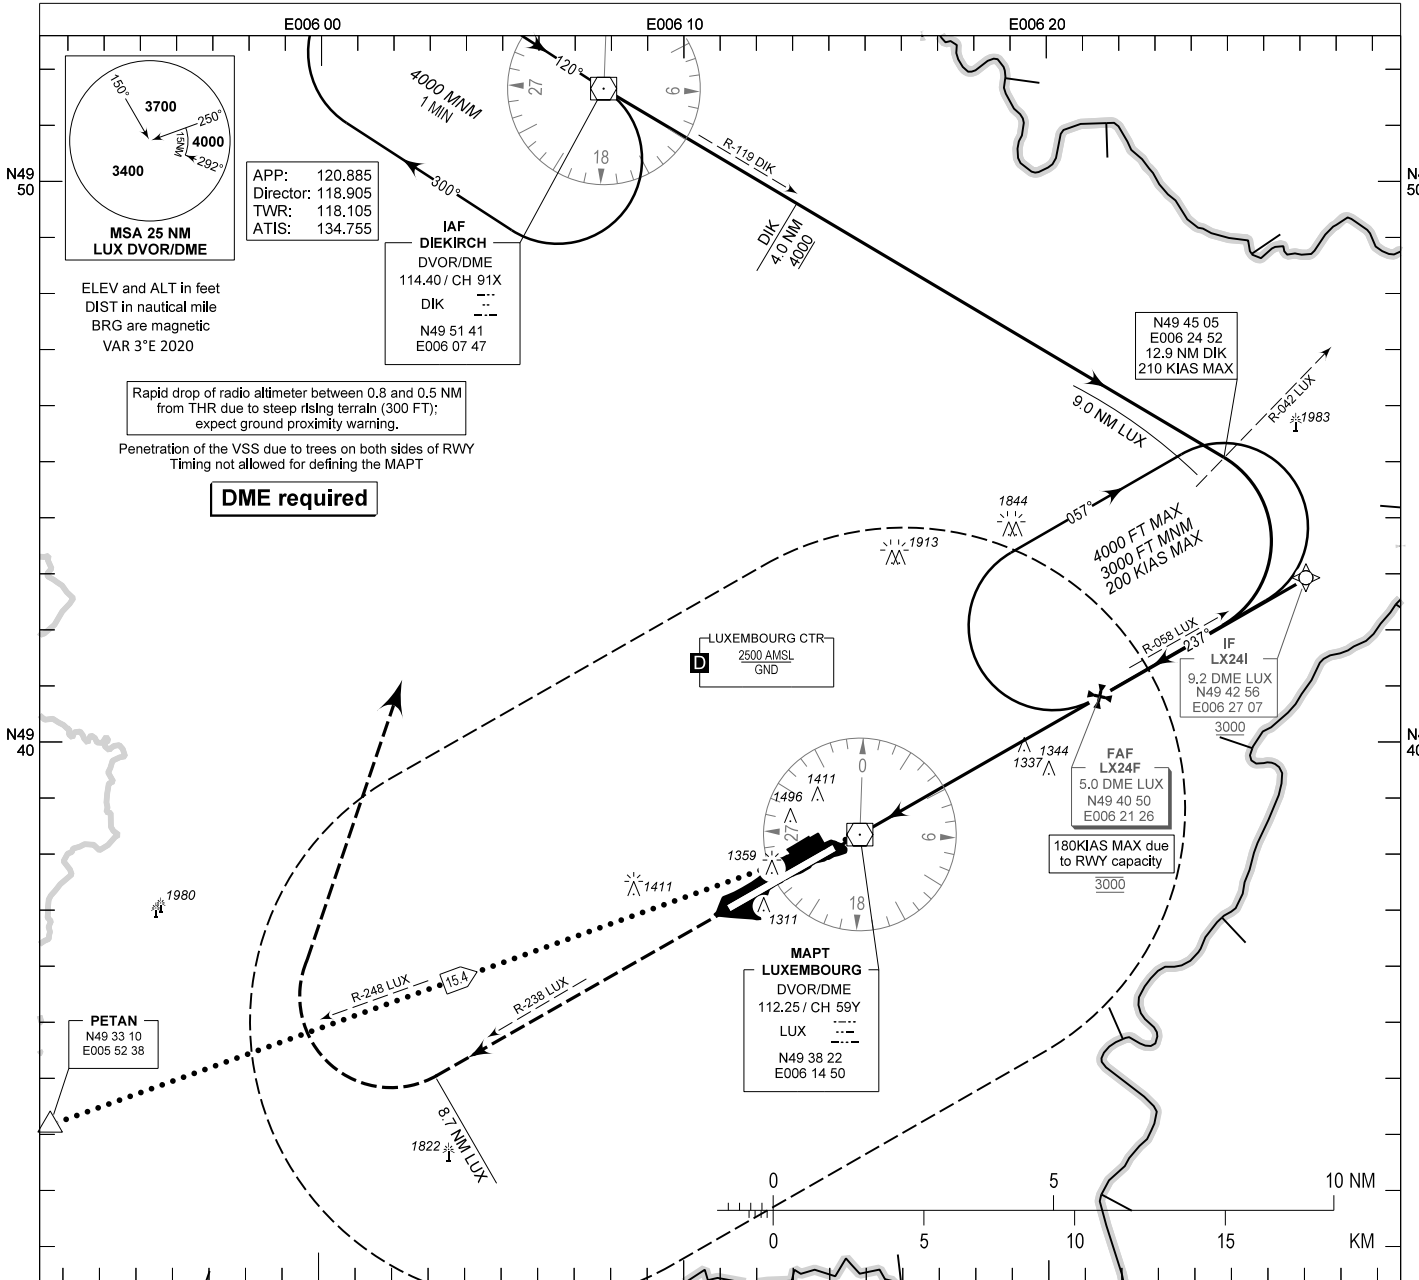 E006 00
E006 10
E006 20
150°
3700
250°
15NM
4000
292°
3400
MSA 25 NM
LUX DVOR/DME
ELEV and ALT in feet
DIST in nautical mile
BRG are magnetic
VAR 3°E 2020
APP: 120.885
Director: 118.905
TWR: 118.105
ATIS: 134.755
4000 MNM
1 MIN
120°
300°
27
9
18
R-119 DIK
DIK
4.0 NM
4000
N49
50
N4
50
IAF
DIEKIRCH
DVOR/DME
114.40 / CH 91X
DIK
N49 51 41
E006 07 47
Rapid drop of radio altimeter between 0.8 and 0.5 NM
from THR due to steep rising terrain (300 FT);
expect ground proximity warning.
Penetration of the VSS due to trees on both sides of RWY
Timing not allowed for defining the MAPT
DME required
N49 45 05
E006 24 52
12.9 NM DIK
210 KIAS MAX
R-042 LUX
1983
9.0 NM LUX
1844
1913
057°
4000 FT MAX
3000 FT MNM
200 KIAS MAX
LUXEMBOURG CTR
D
2500 AMSL
GND
R-058 LUX
237°
IF
LX24I
9.2 DME LUX
N49 42 56
E006 27 07
3000
N49
40
N4
40
1344
1337
FAF
LX24F
5.0 DME LUX
N49 40 50
E006 21 26
180KIAS MAX due
to RWY capacity
3000
0
9
18
27
1411
1496
1359
1411
1311
1980
MAPT
LUXEMBOURG
DVOR/DME
112.25 / CH 59Y
LUX
N49 38 22
E006 14 50
R-248 LUX
15.4
R-238 LUX
PETAN
N49 33 10
E005 52 38
8.7 NM LUX
1822
0 5 10 NM
0 5 10 15 KM